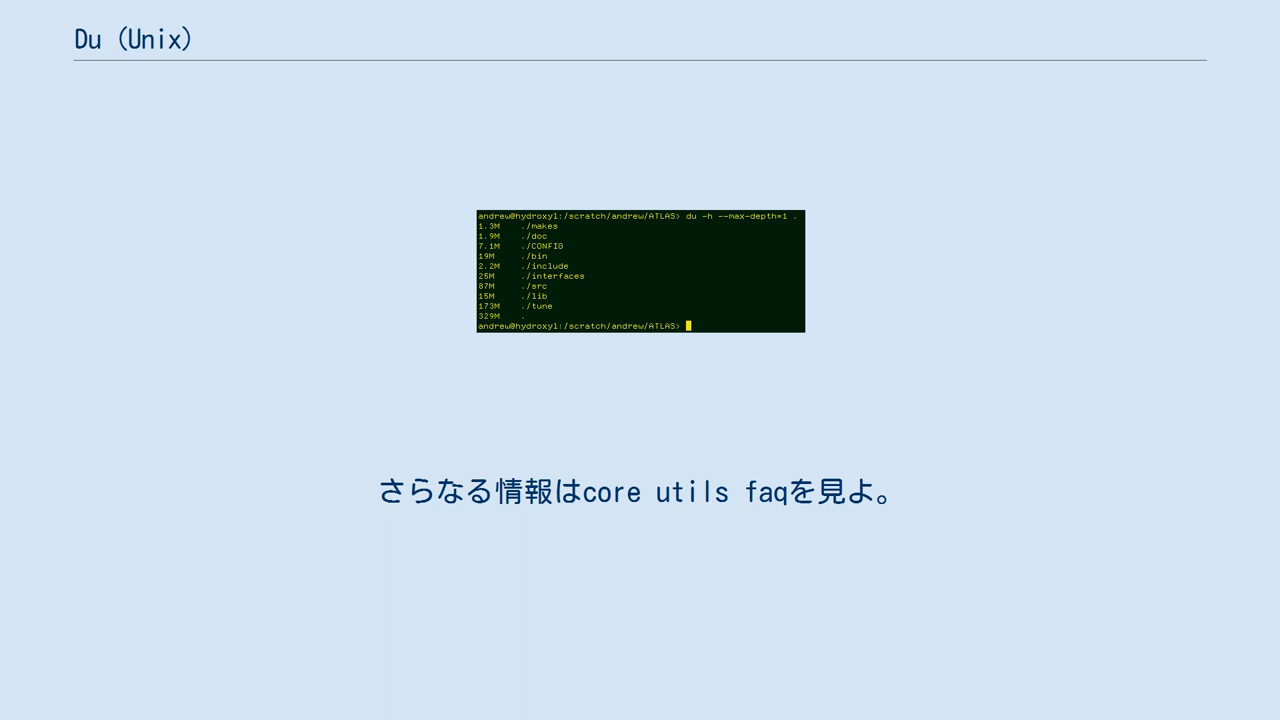 Du (Unix)
andrew@hydroxyl:/scratch/andrew/ATLAS> du -h --max-depth=1 .
1.3M ./makes
1.9M ./doc
7.1M ./CONFIG
19M ./bin
2.2M ./include
25M ./interfaces
87M ./src
15M ./lib
173M ./tune
329M .
andrew@hydroxyl:/scratch/andrew/ATLAS>
さらなる情報はcore utils faqを見よ。